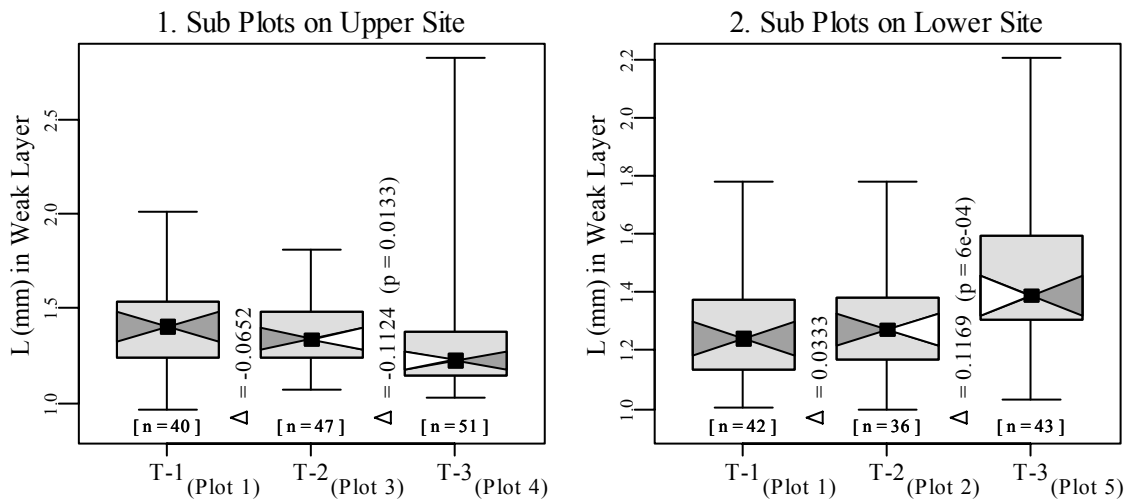 1. Sub Plots on Upper Site
L (mm) in Weak Layer
2.5
2.0
1.5
1.0
Δ = -0.0652
Δ = -0.1124 (p = 0.0133)
[ n=40 ]
[ n=47 ]
[ n=51 ]
T-1 (Plot 1)
T-2 (Plot 3)
T-3 (Plot 4)
2. Sub Plots on Lower Site
L (mm) in Weak Layer
2.2
2.0
1.8
1.6
1.4
1.2
1.0
Δ = 0.0333
Δ = 0.1169 (p = 6e-04)
[ n=42 ]
[ n=36 ]
[ n=43 ]
T-1 (Plot 1)
T-2 (Plot 2)
T-3 (Plot 5)